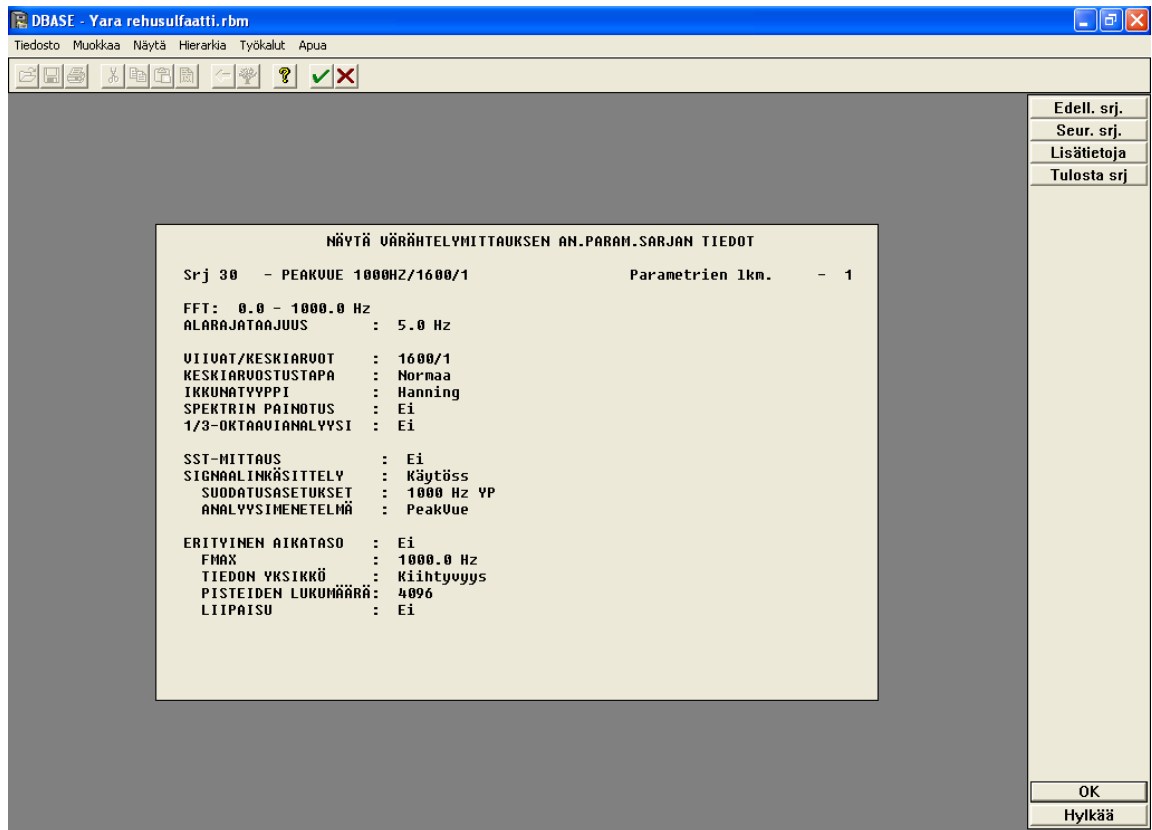 DBASE - Yara rehusulfaatti.rbm
Tiedosto Muokkaa Näytä Hierarkia Työkalut Apua
Edell. srj.
Seur. srj.
Lisätietoja
Tulosta srj
NÄYTÄ VÄRÄHTELYMITTAUKSEN AN.PARAM.SARJAN TIEDOT
Srj 30 - PEAKVUE 1000HZ/1600/1 Parametrien lkm. - 1
FFT: 0.0 - 1000.0 Hz
ALARAJATAAJUUS : 5.0 Hz
VIIVAT/KESKIARVOT : 1600/1
KESKIARVOSTUSTAPA : Normaa
IKKUNATYYPPI : Hanning
SPEKTRIN PAINOTUS : Ei
1/3-OKTAAVIANALYYSI : Ei
SST-MITTAUS : Ei
SIGNAALINKÄSITTELY : Käytöss
SUODATUSASETUKSET : 1000 Hz YP
ANALYYSIMENETELMÄ : PeakVue
ERITYINEN AIKATASO : Ei
FMAX : 1000.0 Hz
TIEDON YKSIKKÖ : Kiihtyvyys
PISTEIDEN LUKUMÄÄRÄ: 4096
LIIPAISU : Ei
OK
Hylkää